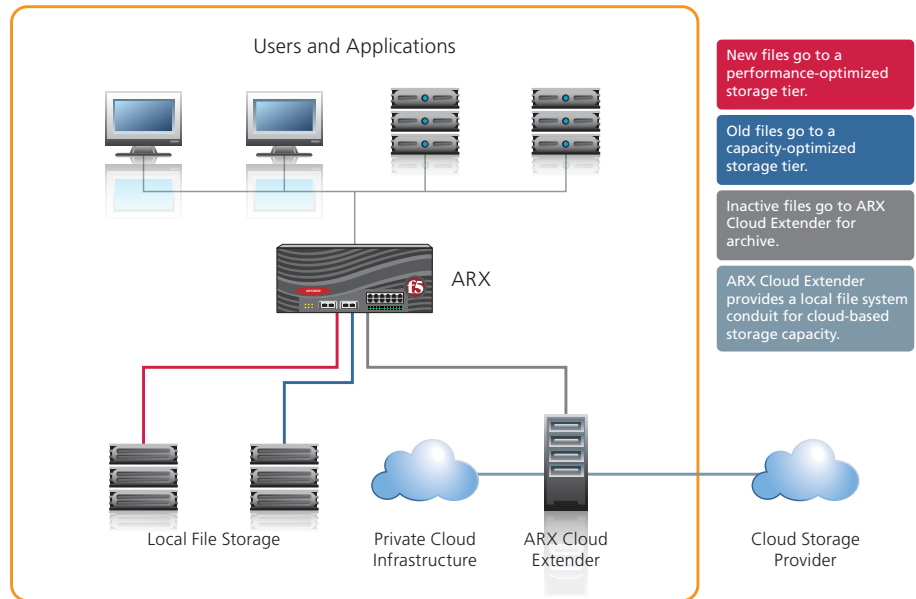 Users and Applications
New files go to a
performance-optimized
storage tier.
Old files go to a
capacity-optimized
storage tier.
Inactive files go to ARX
Cloud Extender for
archive.
ARX Cloud Extender
provides a local file system
conduit for cloud-based
storage capacity.
f5
ARX
Local File Storage
Private Cloud
Infrastructure
ARX Cloud
Extender
Cloud Storage
Provider